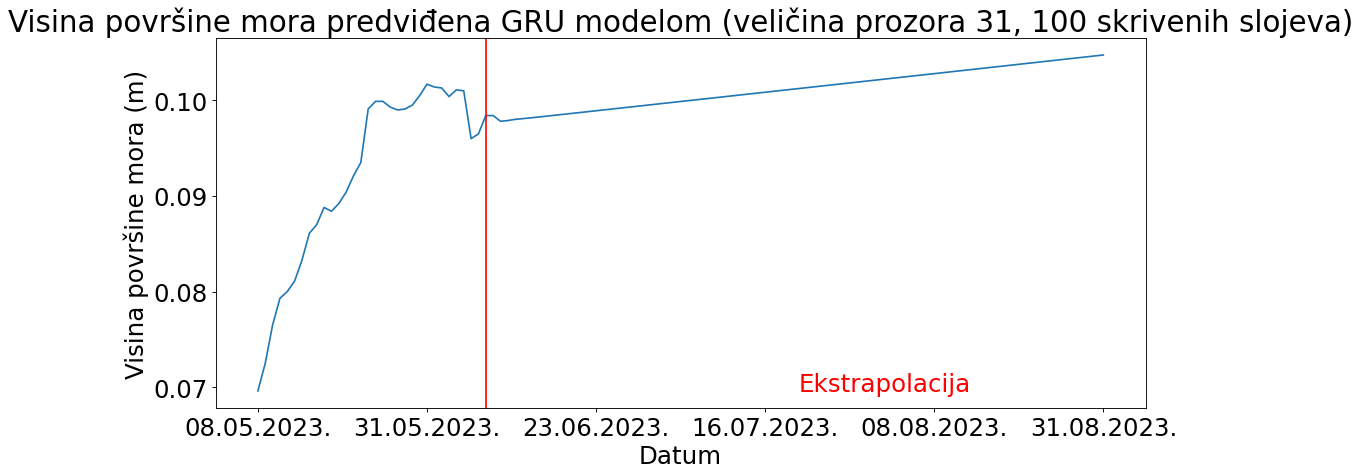 Visina površine mora predviđena GRU modelom (veličina prozora 31, 100 skrivenih slojeva)
Visina površine mora (m)
0.10
0.09
0.08
0.07
Ekstrapolacija
08.05.2023. 31.05.2023. 23.06.2023. 16.07.2023. 08.08.2023. 31.08.2023.
Datum